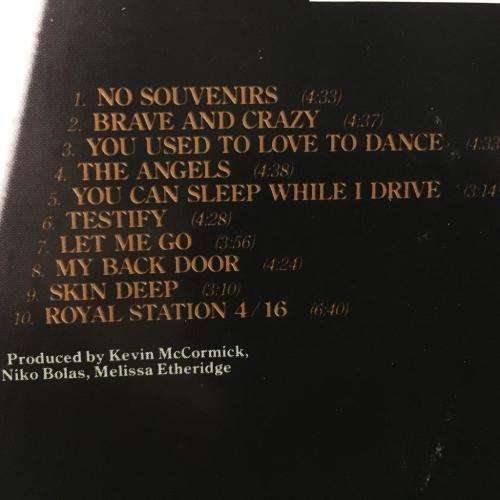 1. NO SOUVENIRS (4:33)
2. BRAVE AND CRAZY (4:37)
3. YOU USED TO LOVE TO DANCE (4:33
4. THE ANGELS (4:38)
5. YOU CAN SLEEP WHILE I DRIVE (3:14
6. TESTIFY (4:28)
7. LET ME GO (3:56)
8. MY BACK DOOR (4:24)
9. SKIN DEEP (3:10)
10. ROYAL STATION 4/16 (6:40)
Produced by Kevin McCormick,
Niko Bolas, Melissa Etheridge